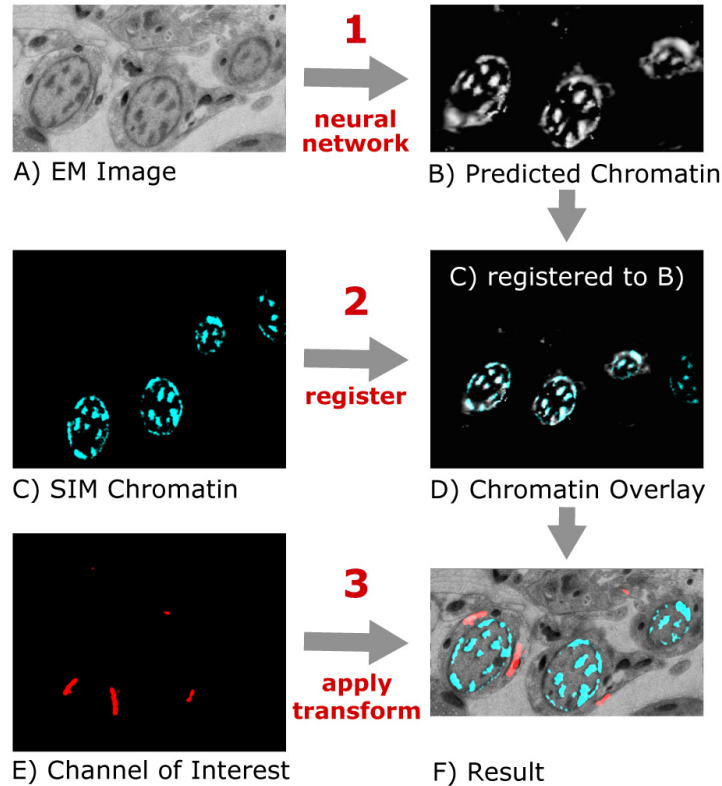 1
neural
network
A) EM Image
B) Predicted Chromatin
2
register
C) registered to B)
C) SIM Chromatin
D) Chromatin Overlay
3
apply
transform
E) Channel of Interest
F) Result